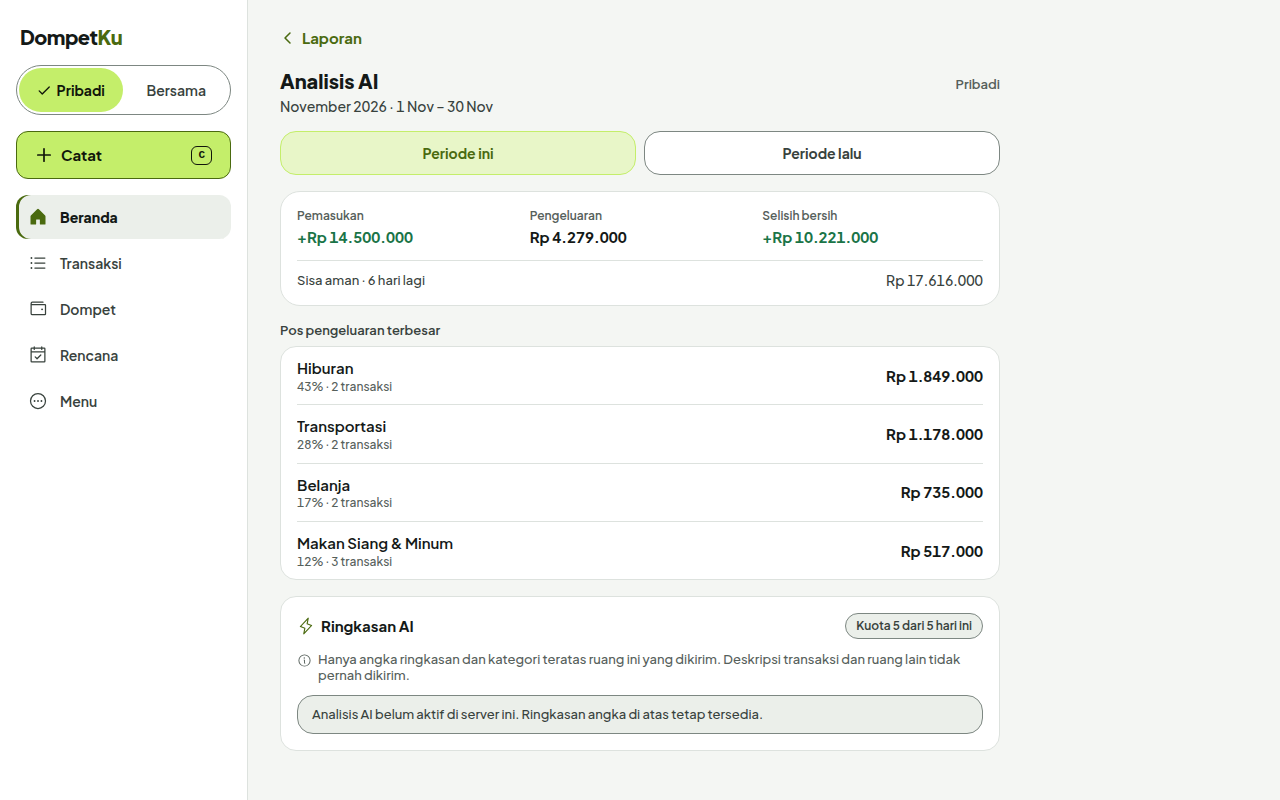 DompetKu
Pribadi
Bersama
Catat
C
Beranda
Transaksi
Dompet
Rencana
Menu
Laporan
Analisis AI
November 2026 · 1 Nov – 30 Nov
Pribadi
Periode ini
Periode lalu
Pemasukan
+Rp 14.500.000
Pengeluaran
Rp 4.279.000
Selisih bersih
+Rp 10.221.000
Sisa aman · 6 hari lagi
Rp 17.616.000
Pos pengeluaran terbesar
Hiburan
43% · 2 transaksi
Rp 1.849.000
Transportasi
28% · 2 transaksi
Rp 1.178.000
Belanja
17% · 2 transaksi
Rp 735.000
Makan Siang & Minum
12% · 3 transaksi
Rp 517.000
Ringkasan AI
Kuota 5 dari 5 hari ini
Hanya angka ringkasan dan kategori teratas ruang ini yang dikirim. Deskripsi transaksi dan ruang lain tidak
pernah dikirim.
Analisis AI belum aktif di server ini. Ringkasan angka di atas tetap tersedia.